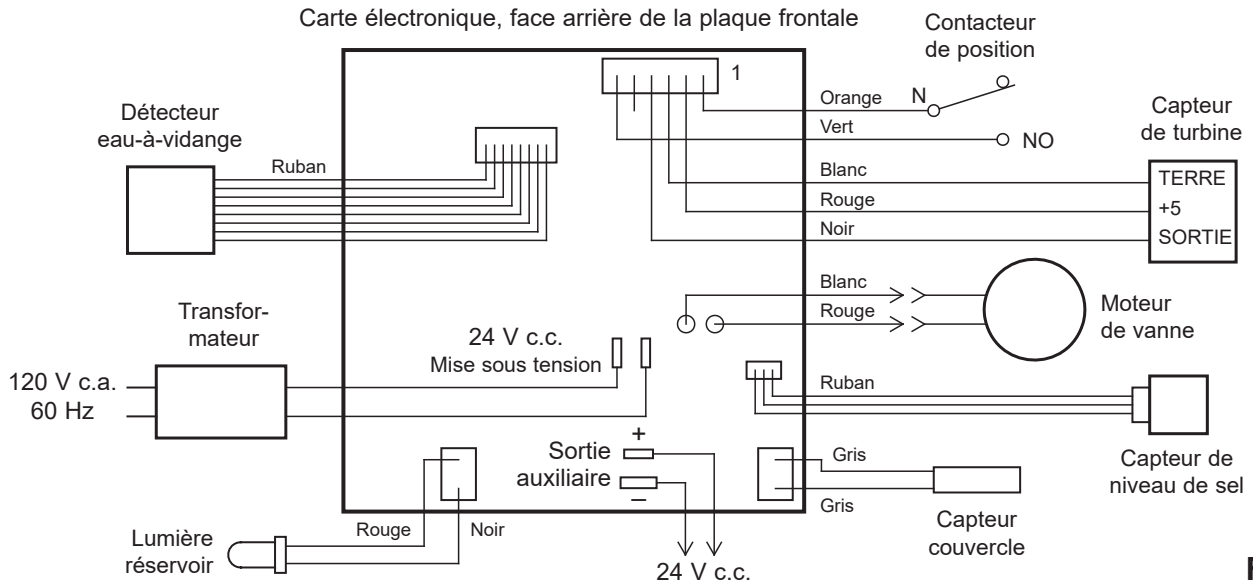 Carte électronique, face arrière de la plaque frontale
Contacteur
de position
1
Détecteur
eau-à-vidange
Ruban
Orange
N
Vert
NO
Capteur
de turbine
Blanc
TERRE
Rouge
+5
Noir
SORTIE
Blanc
Rouge
Moteur
de vanne
Transfor-
mateur
24 V c.c.
Mise sous tension
120 V c.a.
60 Hz
Ruban
Capteur de
niveau de sel
+
Sortie
auxiliaire
–
Gris
Gris
Capteur
couvercle
Rouge
Noir
Lumière
réservoir
24 V c.c.